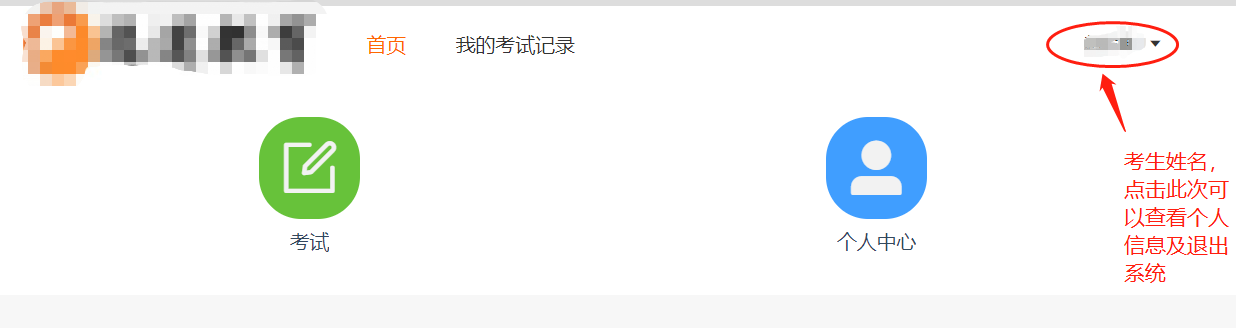 首页
我的考试记录
考试
个人中心
考生姓名，
点击此次可
以查看个人
信息及退出
系统